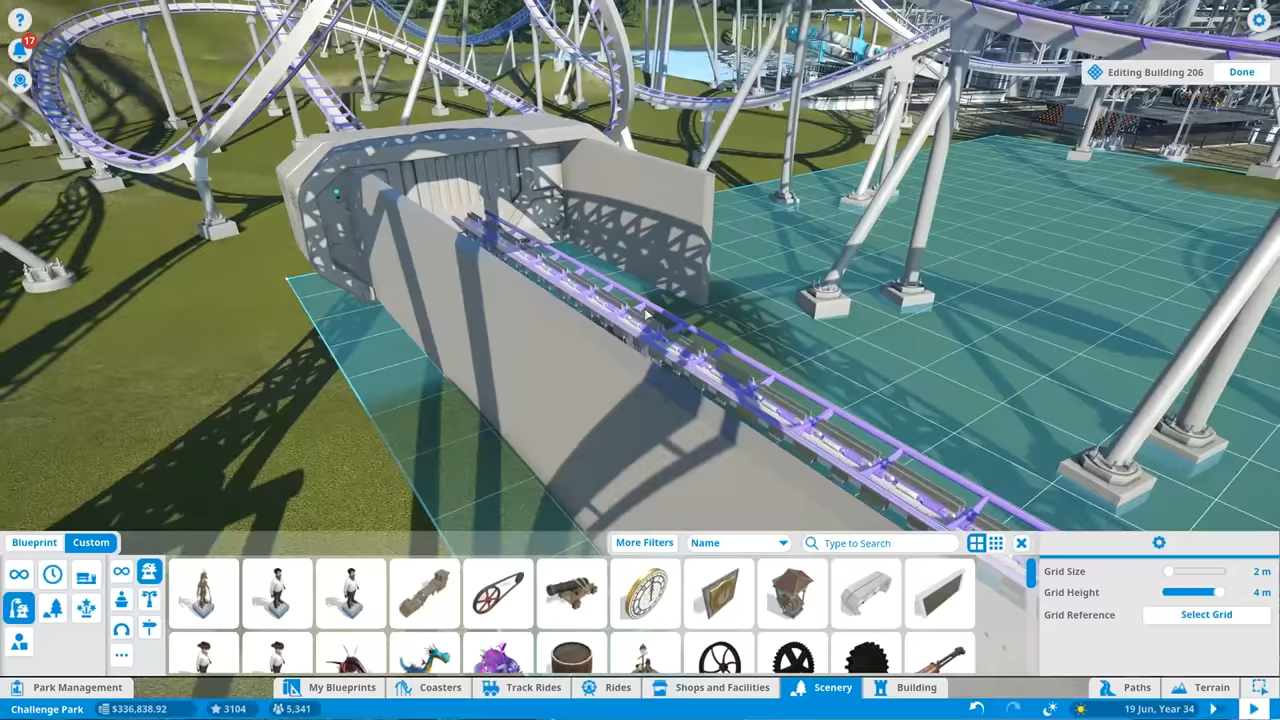 ?
17
Editing Building 206 Done
Blueprint Custom More Filters Name Type to Search
Grid Size 2 m
Grid Height 4 m
Grid Reference Select Grid
Park Management My Blueprints Coasters Track Rides Rides Shops and Facilities Scenery Building Paths Terrain
Challenge Park $336,838.92 3104 5,341 19 Jun, Year 34